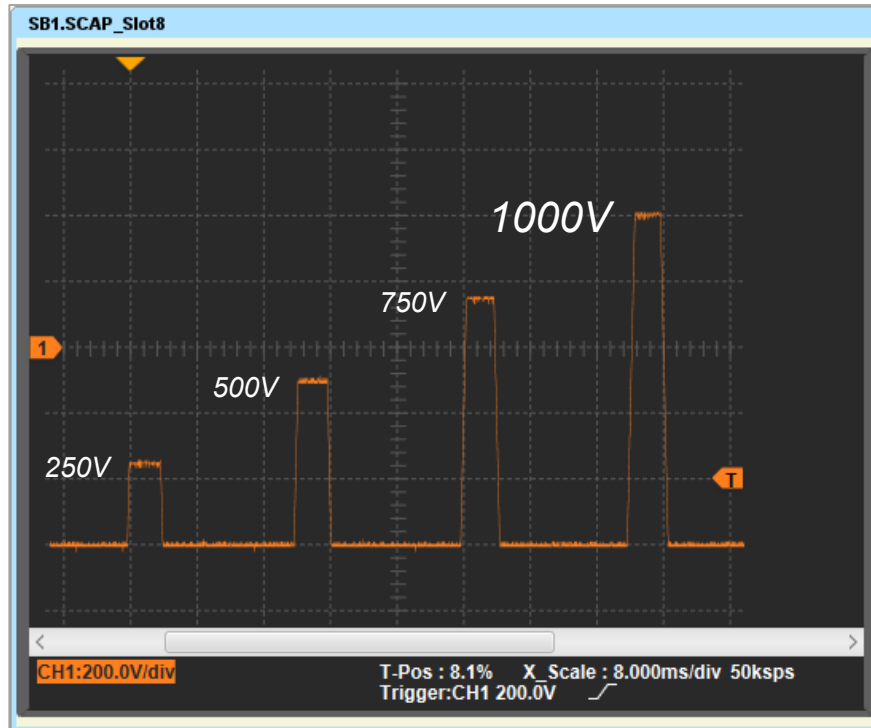 SB1.SCAP_Slot8
1000V
750V
1
500V
250V
T
CH1:200.0V/div
T-Pos : 8.1% X_Scale : 8.000ms/div 50ksps
Trigger:CH1 200.0V